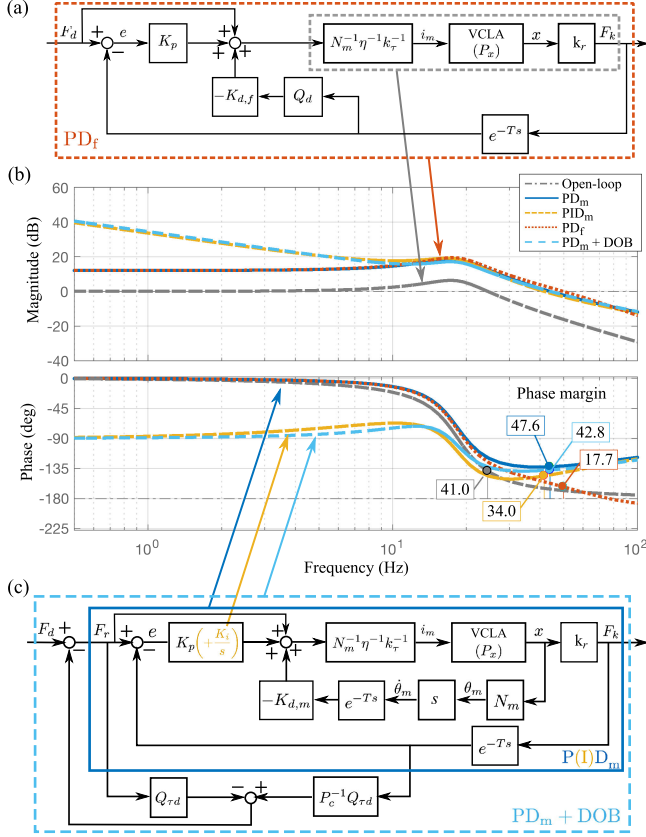 (a)
F_d + − e K_p + + + N_m^{-1}η^{-1}k_τ^{-1} i_m VCLA (P_x) x k_r F_k
−K_{d,f} Q_d
e^{-Ts}
PD_f
(b)
Magnitude (dB)
60
40
20
0
-20
-40
Open-loop
PD_m
PID_m
PD_f
PD_m + DOB
Phase (deg)
0
-45
-90
-135
-180
-225
Phase margin
47.6
42.8
17.7
41.0
34.0
10^0 10^1 10^2
Frequency (Hz)
(c)
F_d + − F_r + − e K_p(+K_i/s) + + + N_m^{-1}η^{-1}k_τ^{-1} i_m VCLA (P_x) x k_r F_k
−K_{d,m} e^{-Ts} θ̇_m s θ_m N_m
e^{-Ts}
P(I)D_m
Q_{τd} − + P_c^{-1}Q_{τd}
PD_m + DOB